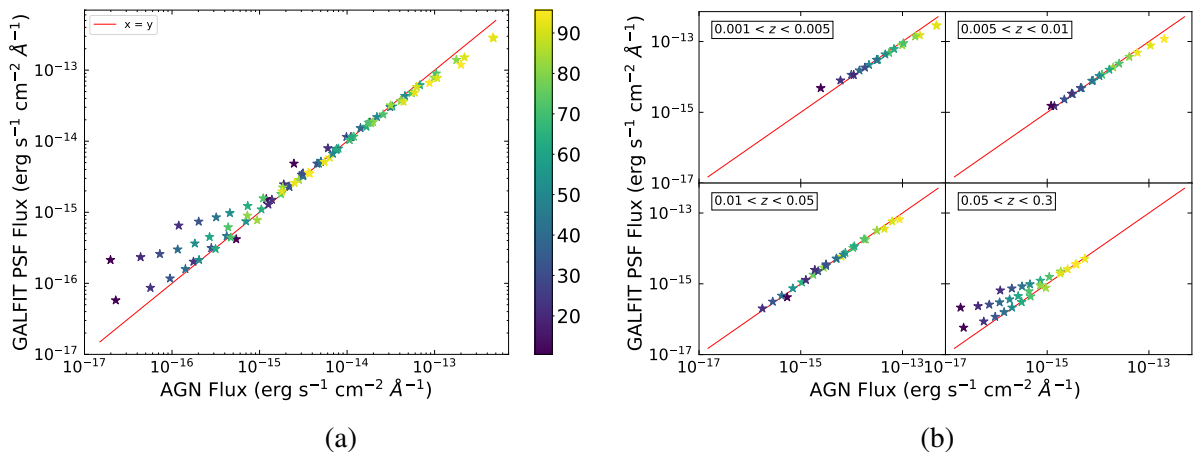 x = y
10⁻¹³
10⁻¹⁴
10⁻¹⁵
10⁻¹⁶
10⁻¹⁷
GALFIT PSF Flux (erg s⁻¹ cm⁻² Å⁻¹)
10⁻¹⁷ 10⁻¹⁶ 10⁻¹⁵ 10⁻¹⁴ 10⁻¹³
AGN Flux (erg s⁻¹ cm⁻² Å⁻¹)
90
80
70
60
50
40
30
20
(a)
0.001 < z < 0.005
0.005 < z < 0.01
10⁻¹³
10⁻¹⁵
10⁻¹⁷
0.01 < z < 0.05
0.05 < z < 0.3
10⁻¹³
10⁻¹⁵
10⁻¹⁷
GALFIT PSF Flux (erg s⁻¹ cm⁻² Å⁻¹)
10⁻¹⁷ 10⁻¹⁵ 10⁻¹³ 10⁻¹⁵ 10⁻¹³
AGN Flux (erg s⁻¹ cm⁻² Å⁻¹)
(b)